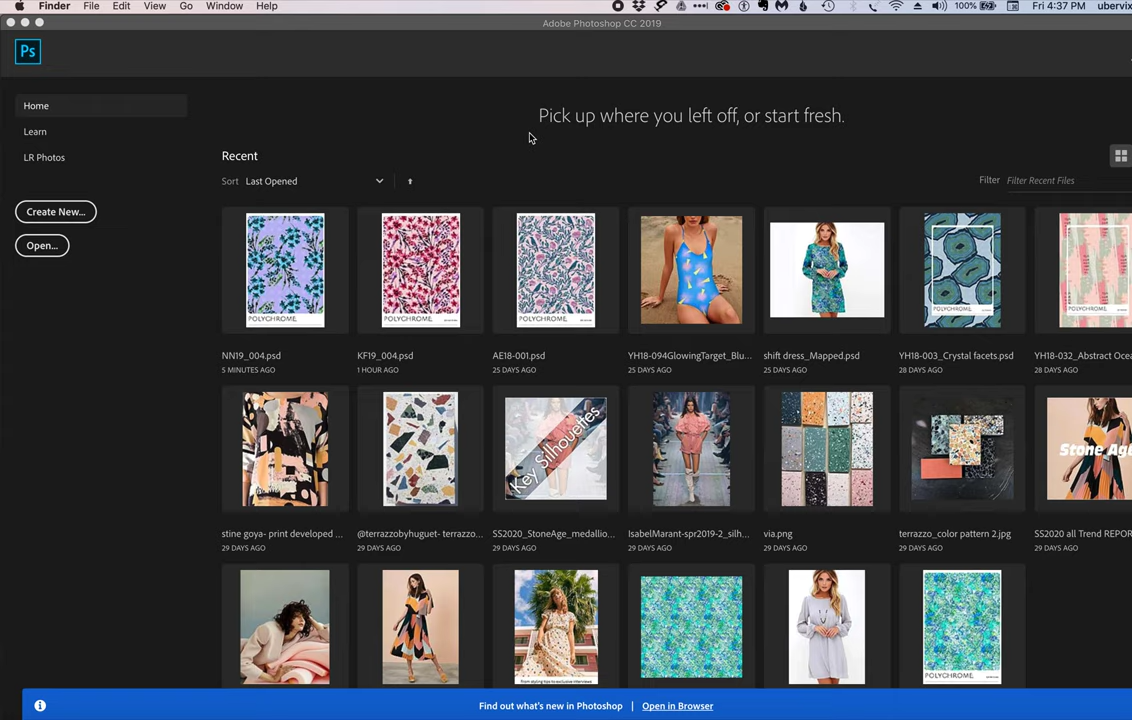 Finder File Edit View Go Window Help 100% Fri 4:37 PM ubervix
Adobe Photoshop CC 2019
Ps
Home
Learn
LR Photos
Create New...
Open...
Pick up where you left off, or start fresh.
Recent
Sort Last Opened
Filter Filter Recent Files
POLYCHROME POLYCHROME POLYCHROME
NN19_004.psd KF19_004.psd AE18-001.psd YH18-094GlowingTarget_Blu... shift dress_Mapped.psd YH18-003_Crystal facets.psd YH18-032_Abstract Ocea
5 MINUTES AGO 1 HOUR AGO 25 DAYS AGO 25 DAYS AGO 25 DAYS AGO 28 DAYS AGO 28 DAYS AGO
Key Silhouettes Stone Age
stine goya- print developed ... @terrazzobyhuguet- terrazzo... SS2020_StoneAge_medallio... IsabelMarant-spr2019-2_silh... via.png terrazzo_color pattern 2.jpg SS2020 all Trend REPOR
29 DAYS AGO 29 DAYS AGO 29 DAYS AGO 29 DAYS AGO 29 DAYS AGO 29 DAYS AGO 29 DAYS AGO
From styling tips to exclusive interviews POLYCHROME
Find out what's new in Photoshop | Open in Browser